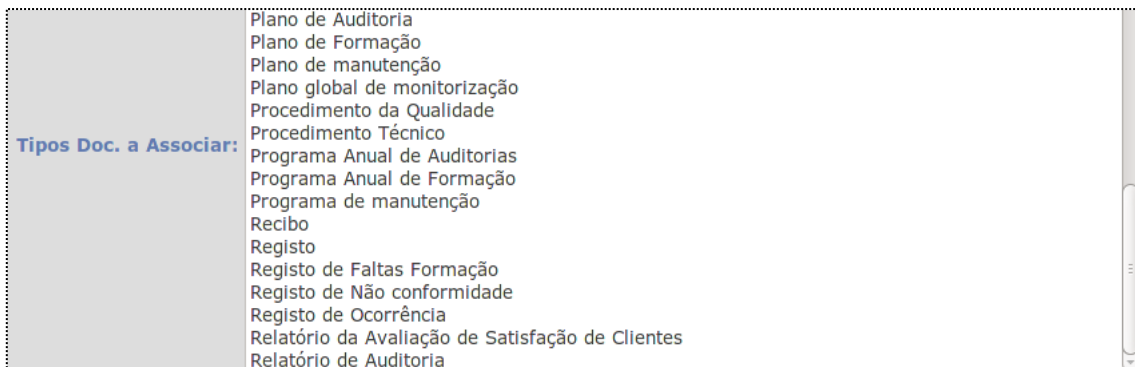 Plano de Auditoria
Plano de Formação
Plano de manutenção
Plano global de monitorização
Procedimento da Qualidade
Tipos Doc. a Associar:
Procedimento Técnico
Programa Anual de Auditorias
Programa Anual de Formação
Programa de manutenção
Recibo
Registo
Registo de Faltas Formação
Registo de Não conformidade
Registo de Ocorrência
Relatório da Avaliação de Satisfação de Clientes
Relatório de Auditoria